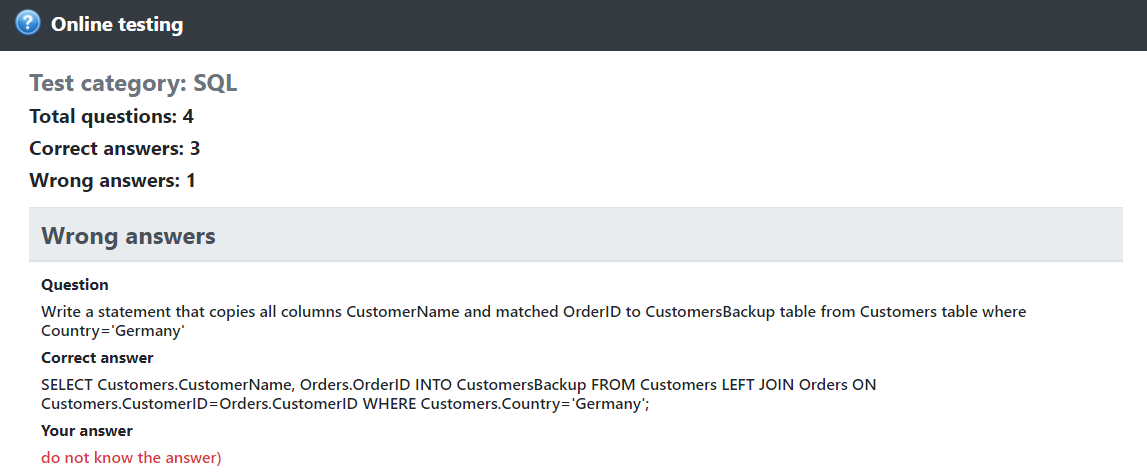 Online testing
Test category: SQL
Total questions: 4
Correct answers: 3
Wrong answers: 1
Wrong answers
Question
Write a statement that copies all columns CustomerName and matched OrderID to CustomersBackup table from Customers table where
Country='Germany'
Correct answer
SELECT Customers.CustomerName, Orders.OrderID INTO CustomersBackup FROM Customers LEFT JOIN Orders ON
Customers.CustomerID=Orders.CustomerID WHERE Customers.Country='Germany';
Your answer
do not know the answer)